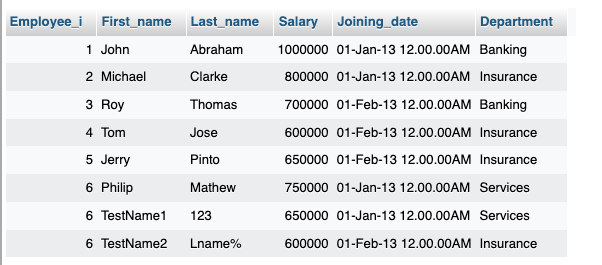 Employee_i First_name Last_name Salary Joining_date Department
1 John Abraham 1000000 01-Jan-13 12.00.00AM Banking
2 Michael Clarke 800000 01-Jan-13 12.00.00AM Insurance
3 Roy Thomas 700000 01-Feb-13 12.00.00AM Banking
4 Tom Jose 600000 01-Feb-13 12.00.00AM Insurance
5 Jerry Pinto 650000 01-Feb-13 12.00.00AM Insurance
6 Philip Mathew 750000 01-Jan-13 12.00.00AM Services
6 TestName1 123 650000 01-Jan-13 12.00.00AM Services
6 TestName2 Lname% 600000 01-Feb-13 12.00.00AM Insurance